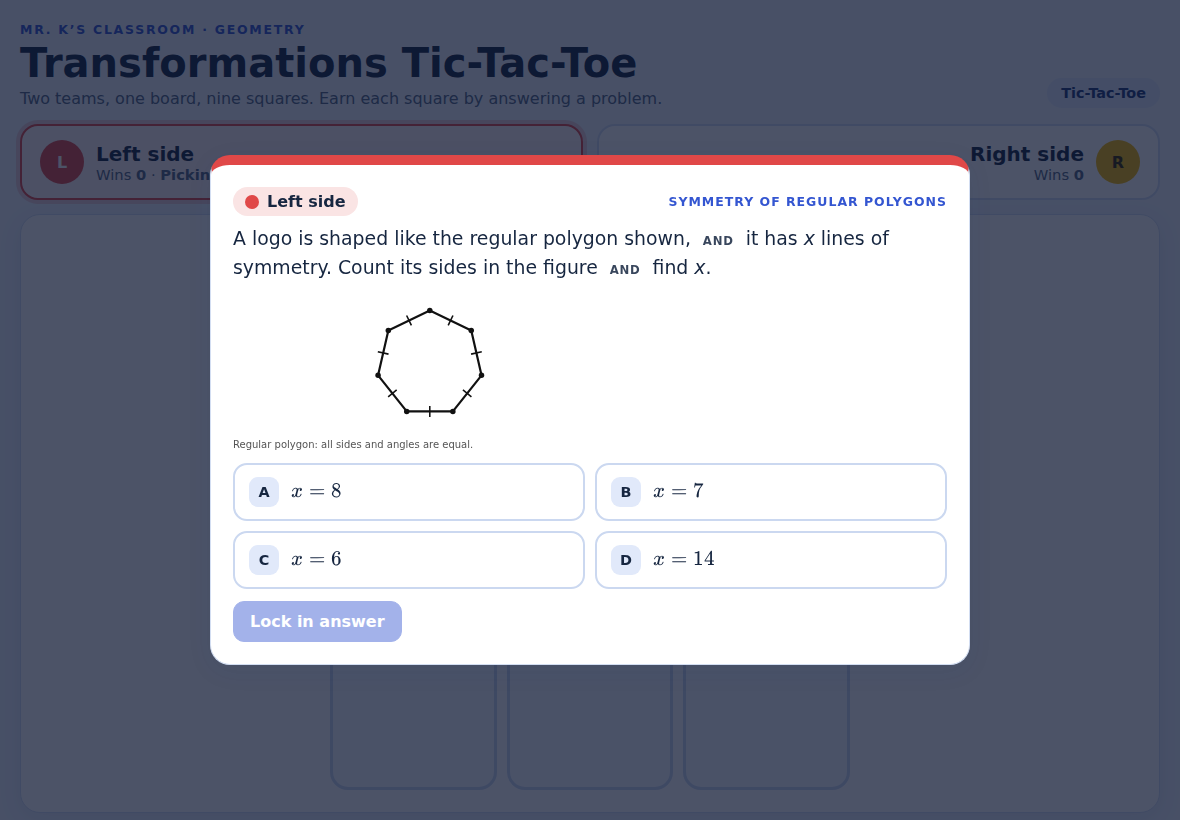 MR. K’S CLASSROOM · GEOMETRY
Transformations Tic-Tac-Toe
Two teams, one board, nine squares. Earn each square by answering a problem.
Tic-Tac-Toe
L
Left side
Wins 0 · Pickin
Right side
Wins 0
R
Left side
SYMMETRY OF REGULAR POLYGONS
A logo is shaped like the regular polygon shown, AND it has x lines of
symmetry. Count its sides in the figure AND find x.
Regular polygon: all sides and angles are equal.
A x = 8
B x = 7
C x = 6
D x = 14
Lock in answer